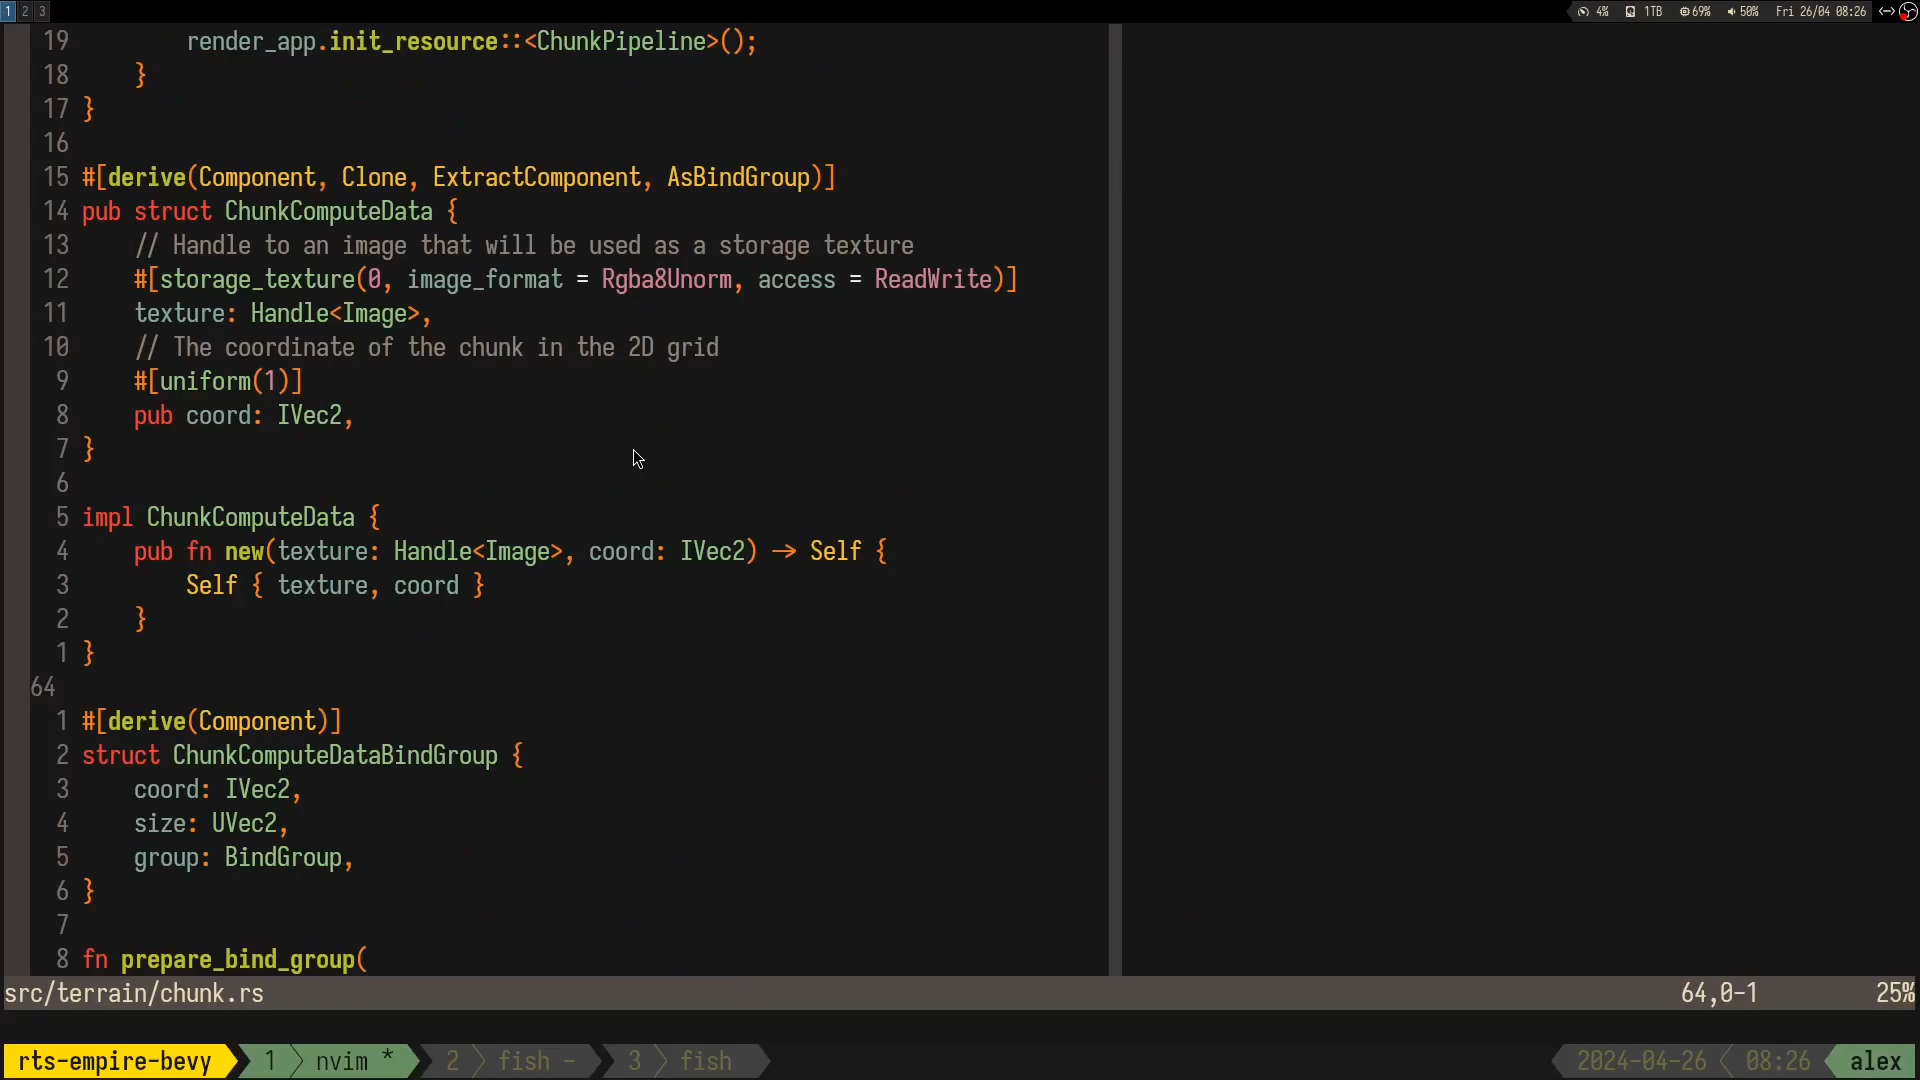 1 2 3 4% 1TB 69% 50% Fri 26/04 08:26
19 render_app.init_resource::<ChunkPipeline>();
18 }
17 }
16
15 #[derive(Component, Clone, ExtractComponent, AsBindGroup)]
14 pub struct ChunkComputeData {
13 // Handle to an image that will be used as a storage texture
12 #[storage_texture(0, image_format = Rgba8Unorm, access = ReadWrite)]
11 texture: Handle<Image>,
10 // The coordinate of the chunk in the 2D grid
9 #[uniform(1)]
8 pub coord: IVec2,
7 }
6
5 impl ChunkComputeData {
4 pub fn new(texture: Handle<Image>, coord: IVec2) -> Self {
3 Self { texture, coord }
2 }
1 }
64
1 #[derive(Component)]
2 struct ChunkComputeDataBindGroup {
3 coord: IVec2,
4 size: UVec2,
5 group: BindGroup,
6 }
7
8 fn prepare_bind_group(
src/terrain/chunk.rs 64,0-1 25%
rts-empire-bevy 1 nvim * 2 fish - 3 fish 2024-04-26 08:26 alex